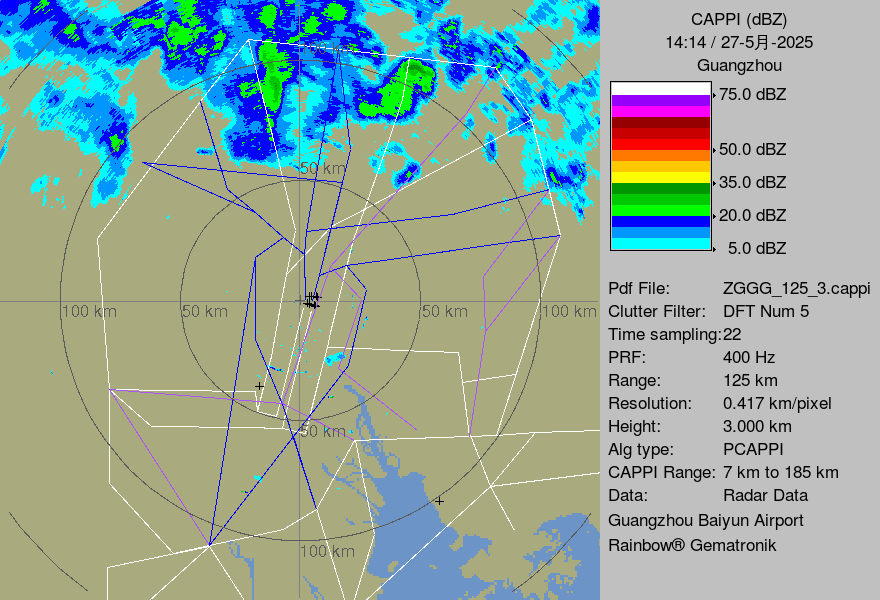 CAPPI (dBZ)
14:14 / 27-5月-2025
Guangzhou
75.0 dBZ
50.0 dBZ
35.0 dBZ
20.0 dBZ
5.0 dBZ
Pdf File: ZGGG_125_3.cappi
Clutter Filter: DFT Num 5
Time sampling:22
PRF: 400 Hz
Range: 125 km
Resolution: 0.417 km/pixel
Height: 3.000 km
Alg type: PCAPPI
CAPPI Range: 7 km to 185 km
Data: Radar Data
Guangzhou Baiyun Airport
Rainbow® Gematronik
100 km
50 km
100 km
50 km
50 km
100 km
50 km
100 km